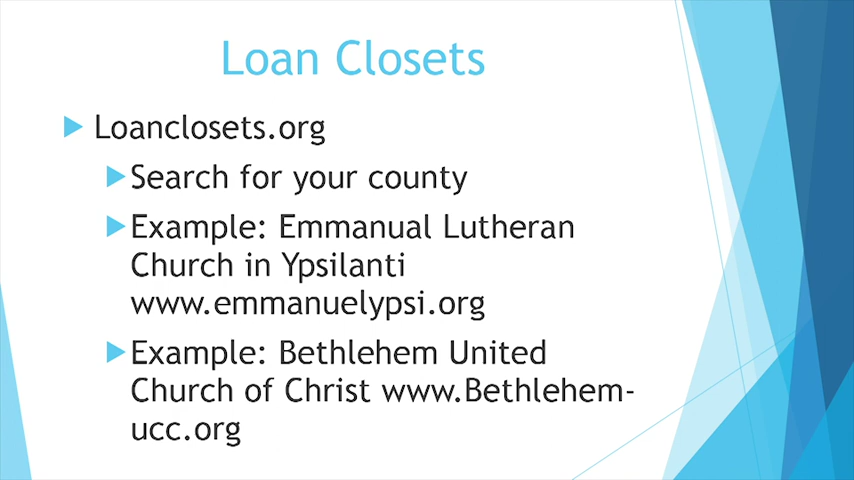 Loan Closets
Loanclosets.org
Search for your county
Example: Emmanual Lutheran
Church in Ypsilanti
www.emmanuelypsi.org
Example: Bethlehem United
Church of Christ www.Bethlehem-
ucc.org